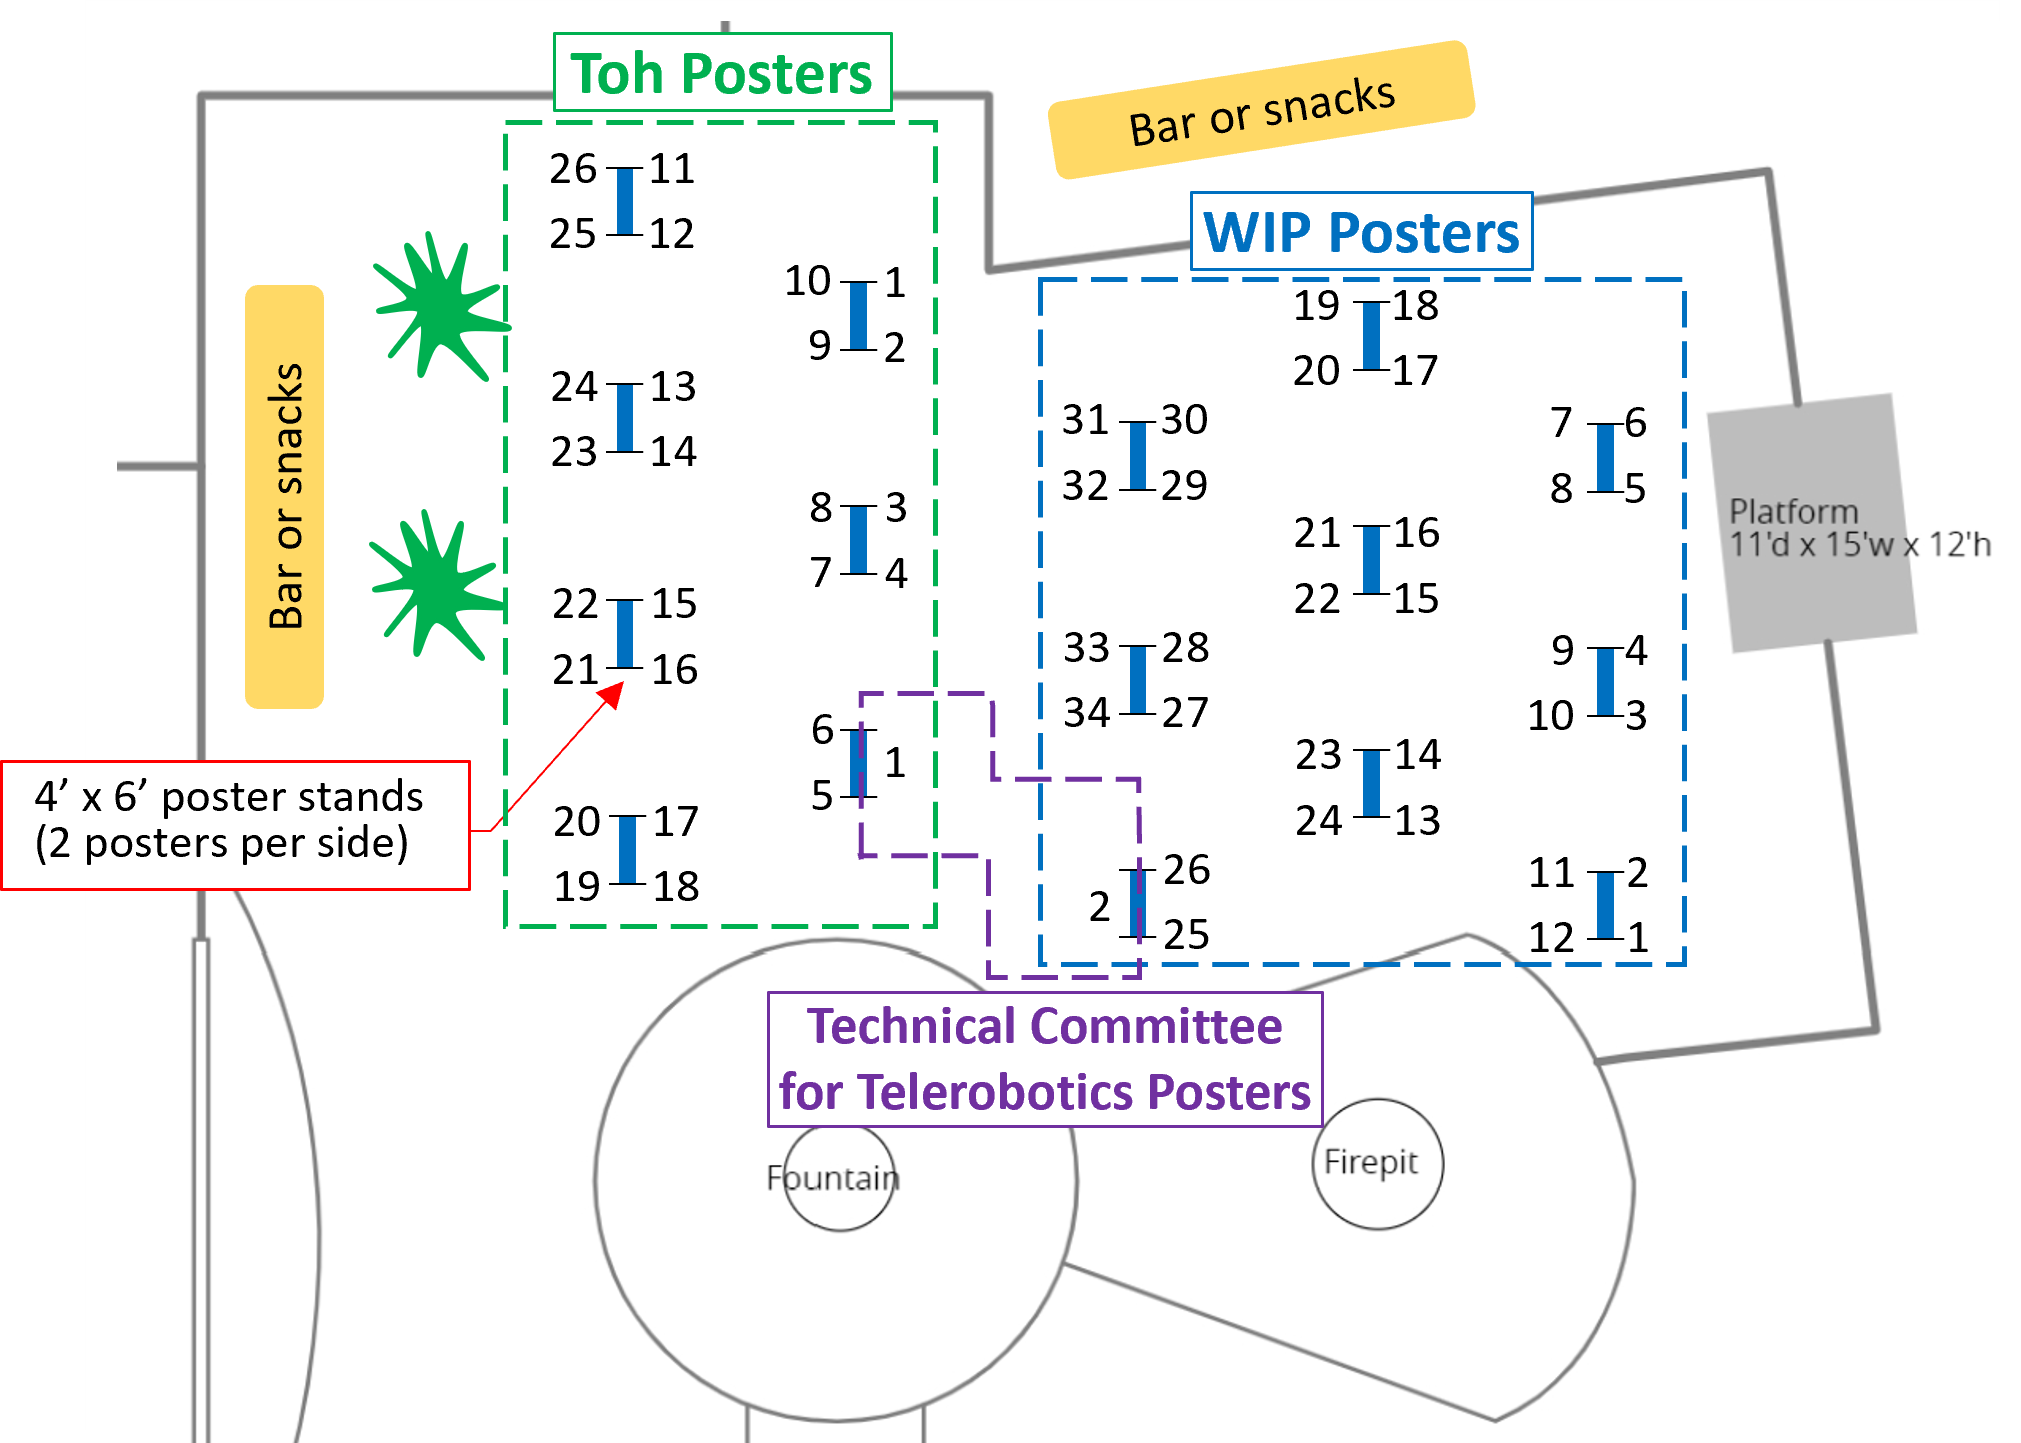 Toh Posters
Bar or snacks
WIP Posters
26 11
25 12
10 1
9 2
24 13
23 14
8 3
7 4
22 15
21 16
6
1
5
20 17
19 18
Bar or snacks
4’ x 6’ poster stands
(2 posters per side)
19 18
20 17
31 30
32 29
7 6
8 5
21 16
22 15
33 28
34 27
9 4
10 3
23 14
24 13
26
2
25
11 2
12 1
Platform
11'd x 15'w x 12'h
Technical Committee
for Telerobotics Posters
Fountain
Firepit